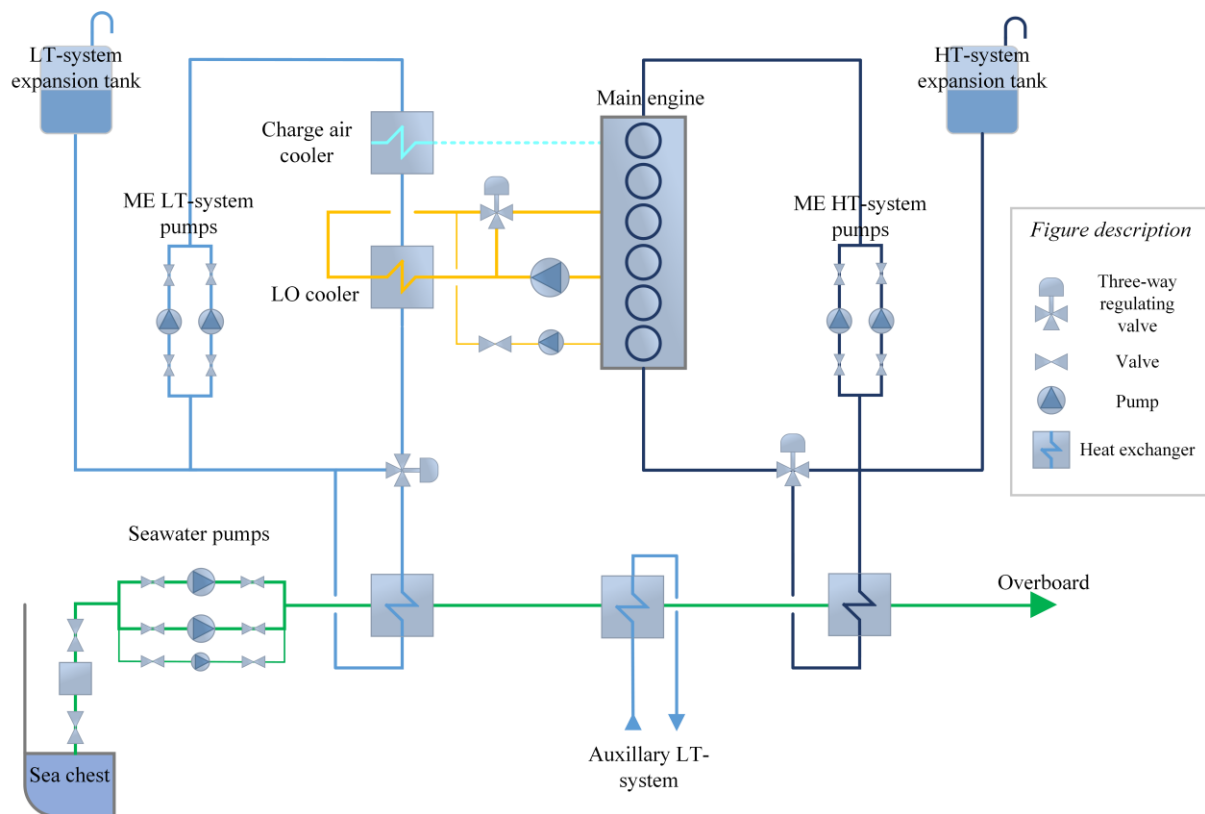 LT-system
expansion tank
HT-system
expansion tank
Main engine
Charge air
cooler
ME LT-system
pumps
ME HT-system
pumps
LO cooler
Figure description
Three-way
regulating
valve
Valve
Pump
Heat exchanger
Seawater pumps
Overboard
Sea chest
Auxillary LT-
system